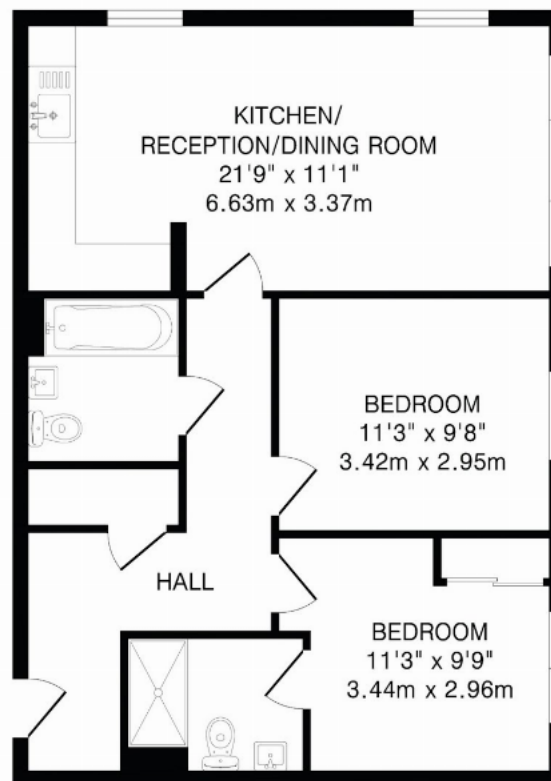 KITCHEN/
RECEPTION/DINING ROOM
21'9" x 11'1"
6.63m x 3.37m
BEDROOM
11'3" x 9'8"
3.42m x 2.95m
HALL
BEDROOM
11'3" x 9'9"
3.44m x 2.96m